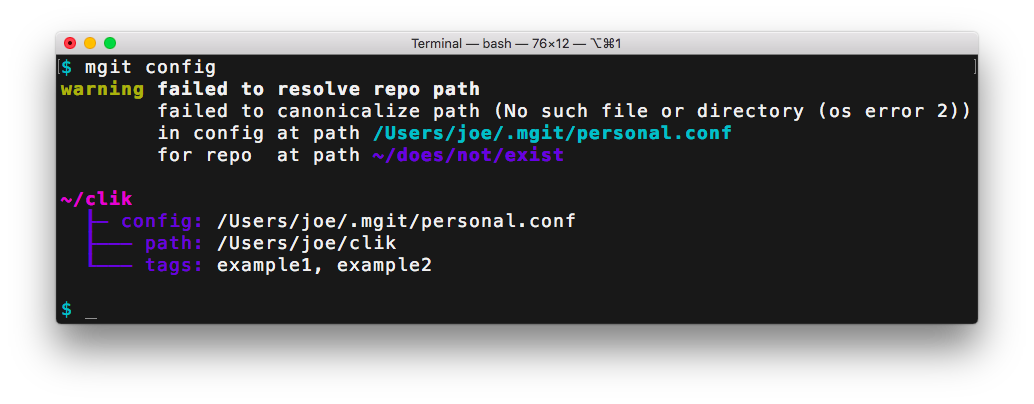 Terminal — bash — 76×12 — ⌥⌘1
$ mgit config
warning failed to resolve repo path
failed to canonicalize path (No such file or directory (os error 2))
in config at path /Users/joe/.mgit/personal.conf
for repo  at path ~/does/not/exist
~/clik
├─ config: /Users/joe/.mgit/personal.conf
├─── path: /Users/joe/clik
└─── tags: example1, example2
$ _